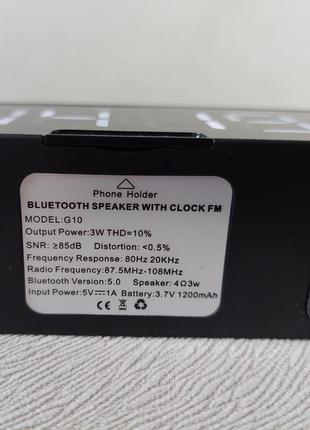 Phone Holder
BLUETOOTH SPEAKER WITH CLOCK FM
MODEL:G10
Output Power:3W THD=10%
SNR: ≥85dB Distortion: <0.5%
Frequency Response: 80Hz 20KHz
Radio Frequency: 87.5MHz-108MHz
Bluetooth Version: 5.0 Speaker: 4Ω3w
Input Power:5V⎓1A Battery:3.7V 1200mAh